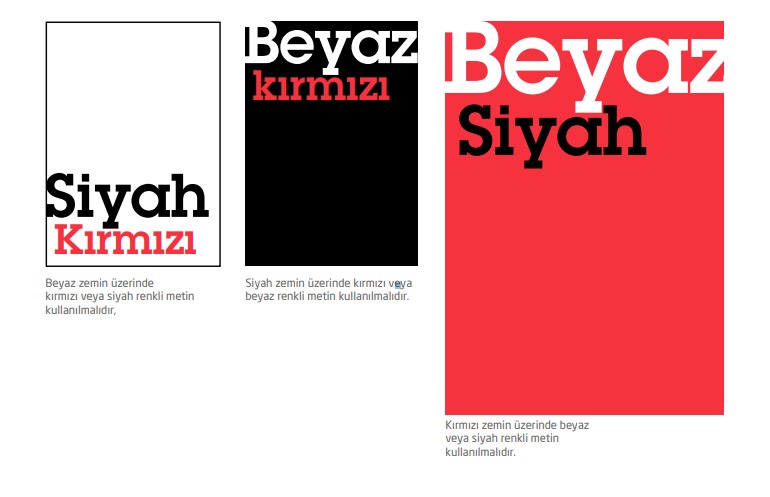 Siyah
Kırmızı
Beyaz zemin üzerinde
kırmızı veya siyah renkli metin
kullanılmalıdır,
Beyaz
kırmızı
Siyah zemin üzerinde kırmızı veya
beyaz renkli metin kullanılmalıdır.
Beyaz
Siyah
Kırmızı zemin üzerinde beyaz
veya siyah renkli metin
kullanılmalıdır.